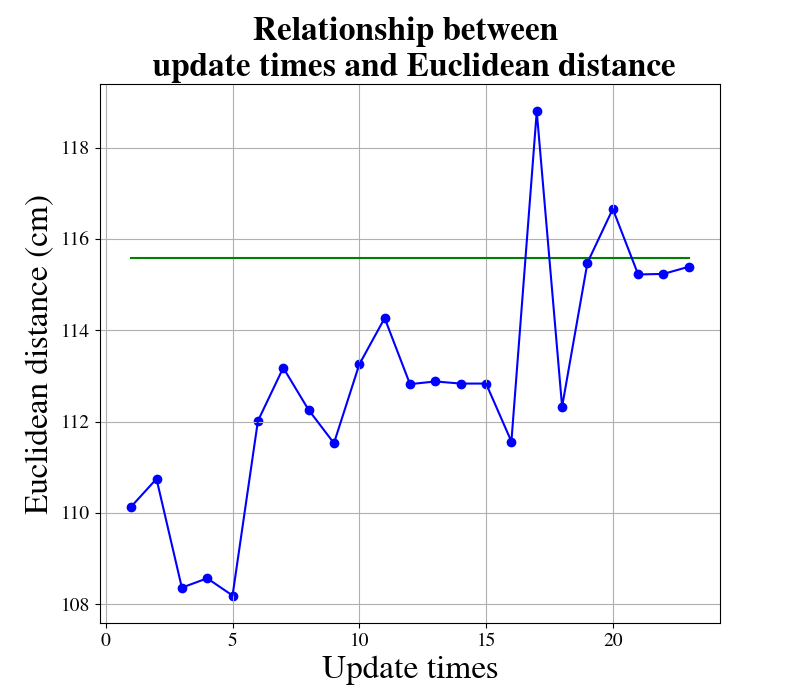 Relationship between
update times and Euclidean distance
Euclidean distance (cm)
118
116
114
112
110
108
0 5 10 15 20
Update times